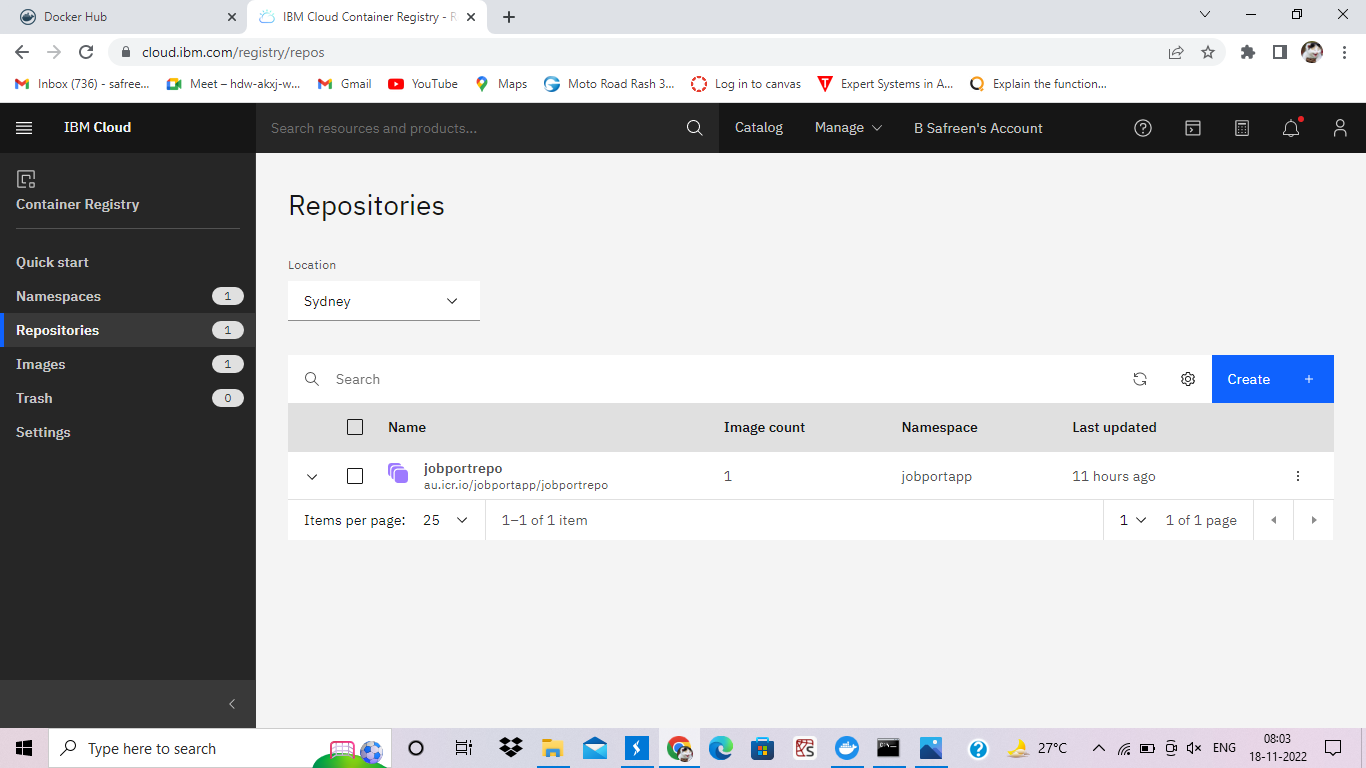 Docker Hub
IBM Cloud Container Registry - R
cloud.ibm.com/registry/repos
Inbox (736) - safree...
Meet – hdw-akxj-w...
Gmail
YouTube
Maps
Moto Road Rash 3...
Log in to canvas
Expert Systems in A...
Explain the function...
IBM Cloud
Search resources and products...
Catalog
Manage
B Safreen's Account
Container Registry
Quick start
Namespaces 1
Repositories 1
Images 1
Trash 0
Settings
Repositories
Location
Sydney
Search
Create +
Name Image count Namespace Last updated
jobportrepo 1 jobportapp 11 hours ago
au.icr.io/jobportapp/jobportrepo
Items per page: 25 1–1 of 1 item 1 1 of 1 page
Type here to search
27°C
ENG
08:03
18-11-2022